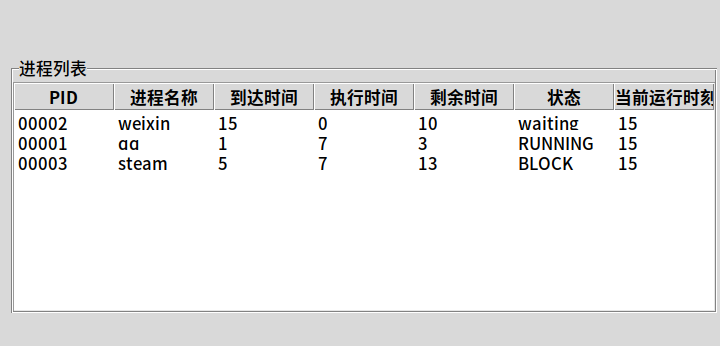 进程列表
PID 进程名称 到达时间 执行时间 剩余时间 状态 当前运行时刻
00002 weixin 15 0 10 waiting 15
00001 qq 1 7 3 RUNNING 15
00003 steam 5 7 13 BLOCK 15